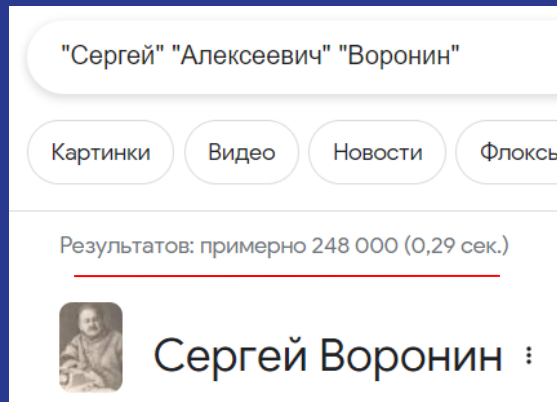 "Сергей" "Алексеевич" "Воронин"
Картинки Видео Новости Флоксы
Результатов: примерно 248 000 (0,29 сек.)
Сергей Воронин